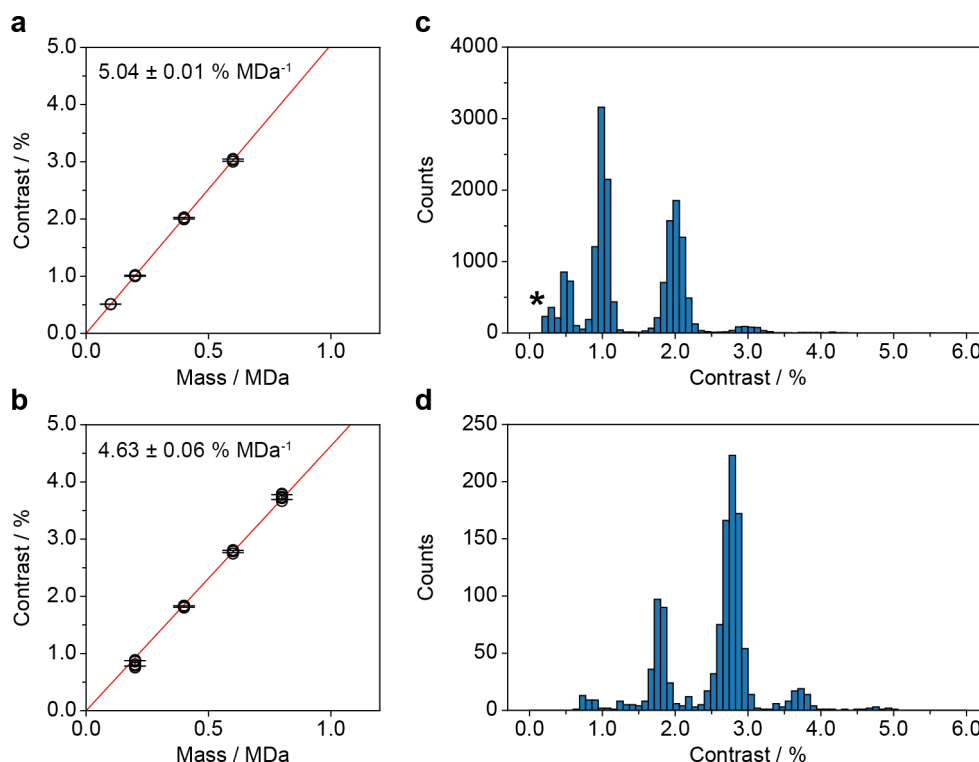 a
5.0
4.0
3.0
2.0
1.0
0.0
Contrast / %
5.04 ± 0.01 % MDa⁻¹
0.0 0.5 1.0
Mass / MDa
b
5.0
4.0
3.0
2.0
1.0
0.0
Contrast / %
4.63 ± 0.06 % MDa⁻¹
0.0 0.5 1.0
Mass / MDa
c
4000
3000
2000
1000
0
Counts
*
0.0 1.0 2.0 3.0 4.0 5.0 6.0
Contrast / %
d
250
200
150
100
50
0
Counts
0.0 1.0 2.0 3.0 4.0 5.0 6.0
Contrast / %